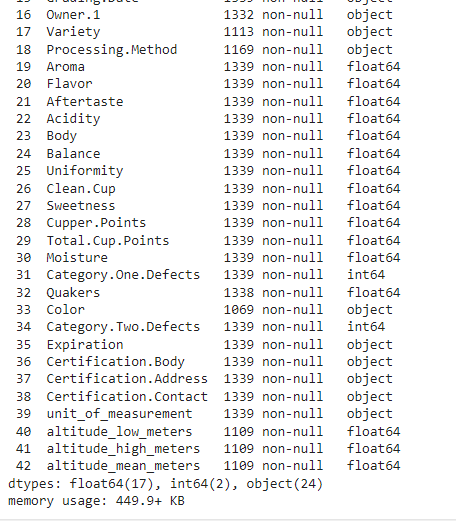 15 Grading.Date 1339 non-null object
16 Owner.1 1332 non-null object
17 Variety 1113 non-null object
18 Processing.Method 1169 non-null object
19 Aroma 1339 non-null float64
20 Flavor 1339 non-null float64
21 Aftertaste 1339 non-null float64
22 Acidity 1339 non-null float64
23 Body 1339 non-null float64
24 Balance 1339 non-null float64
25 Uniformity 1339 non-null float64
26 Clean.Cup 1339 non-null float64
27 Sweetness 1339 non-null float64
28 Cupper.Points 1339 non-null float64
29 Total.Cup.Points 1339 non-null float64
30 Moisture 1339 non-null float64
31 Category.One.Defects 1339 non-null int64
32 Quakers 1338 non-null float64
33 Color 1069 non-null object
34 Category.Two.Defects 1339 non-null int64
35 Expiration 1339 non-null object
36 Certification.Body 1339 non-null object
37 Certification.Address 1339 non-null object
38 Certification.Contact 1339 non-null object
39 unit_of_measurement 1339 non-null object
40 altitude_low_meters 1109 non-null float64
41 altitude_high_meters 1109 non-null float64
42 altitude_mean_meters 1109 non-null float64
dtypes: float64(17), int64(2), object(24)
memory usage: 449.9+ KB